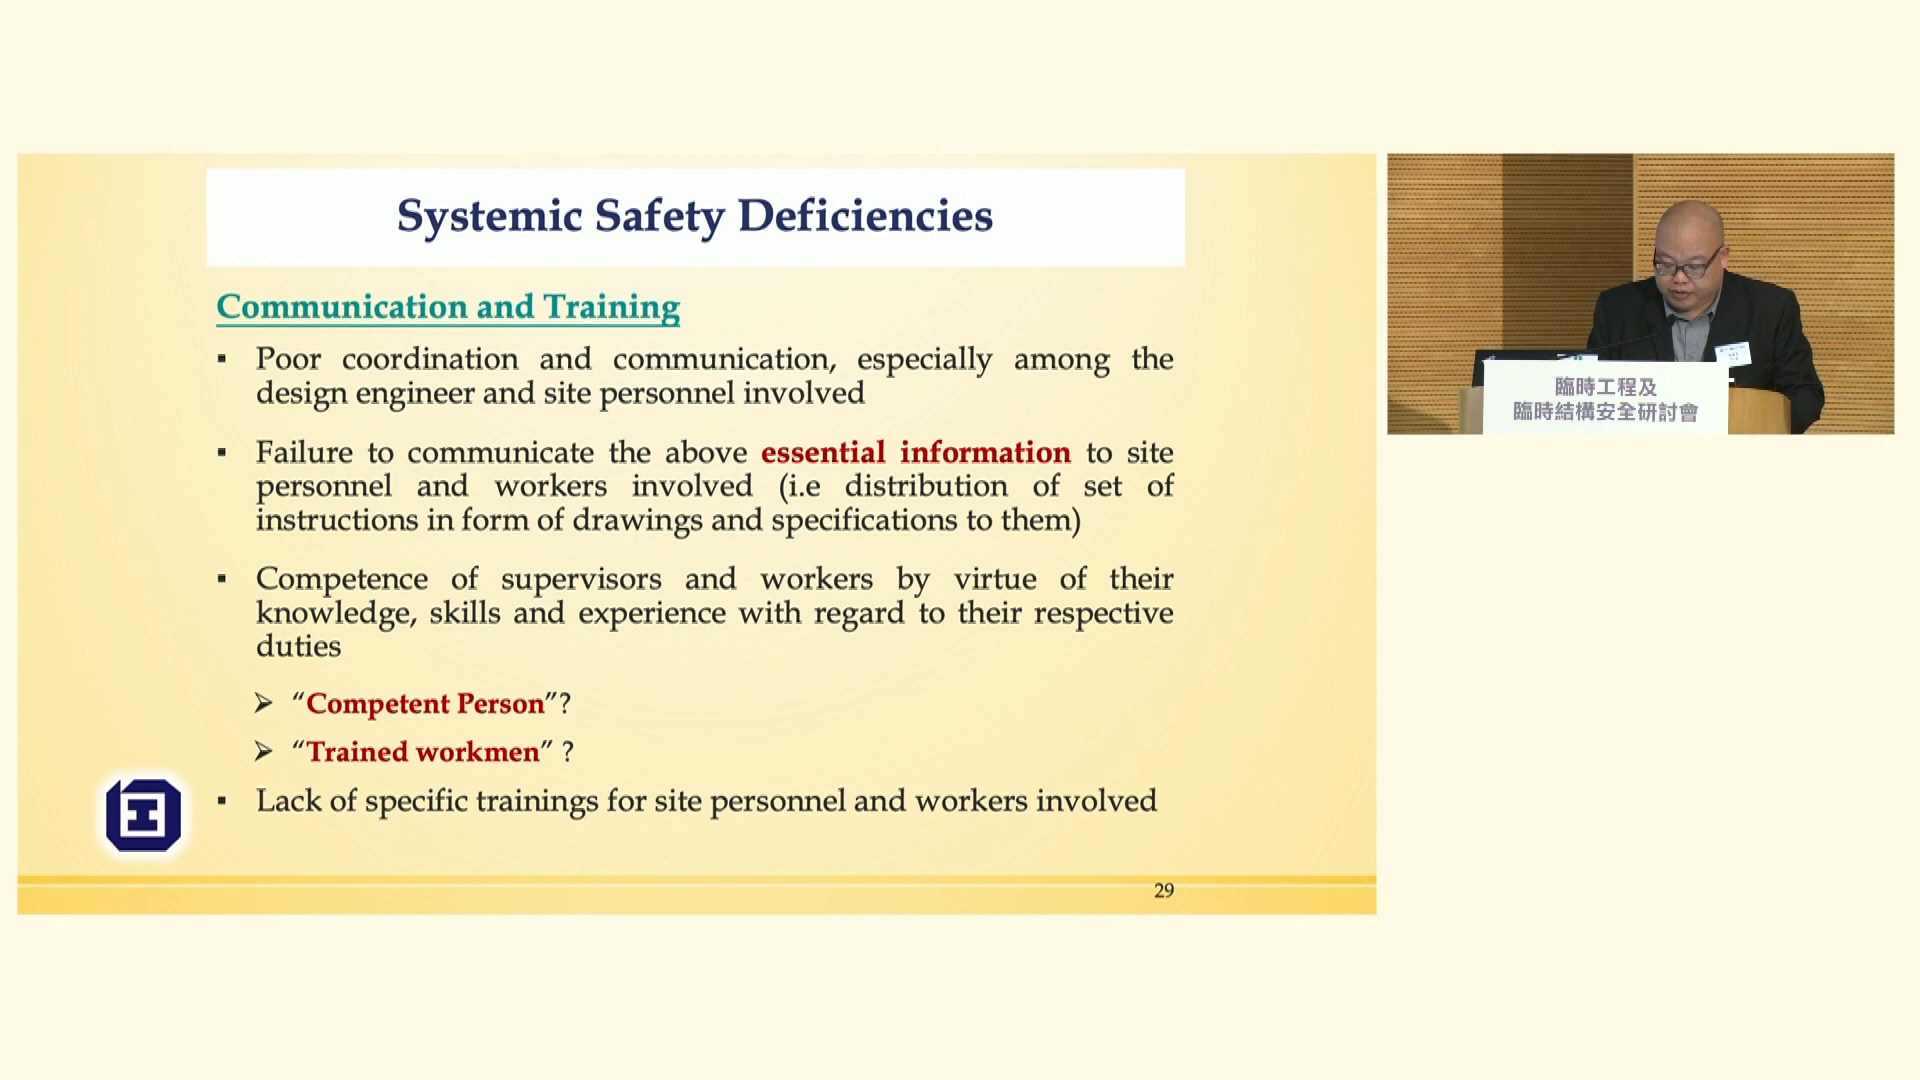 Systemic Safety Deficiencies
Communication and Training
▪ Poor coordination and communication, especially among the
design engineer and site personnel involved
▪ Failure to communicate the above essential information to site
personnel and workers involved (i.e distribution of set of
instructions in form of drawings and specifications to them)
▪ Competence of supervisors and workers by virtue of their
knowledge, skills and experience with regard to their respective
duties
➢ “Competent Person”?
➢ “Trained workmen” ?
▪ Lack of specific trainings for site personnel and workers involved
29
臨時工程及
臨時結構安全研討會